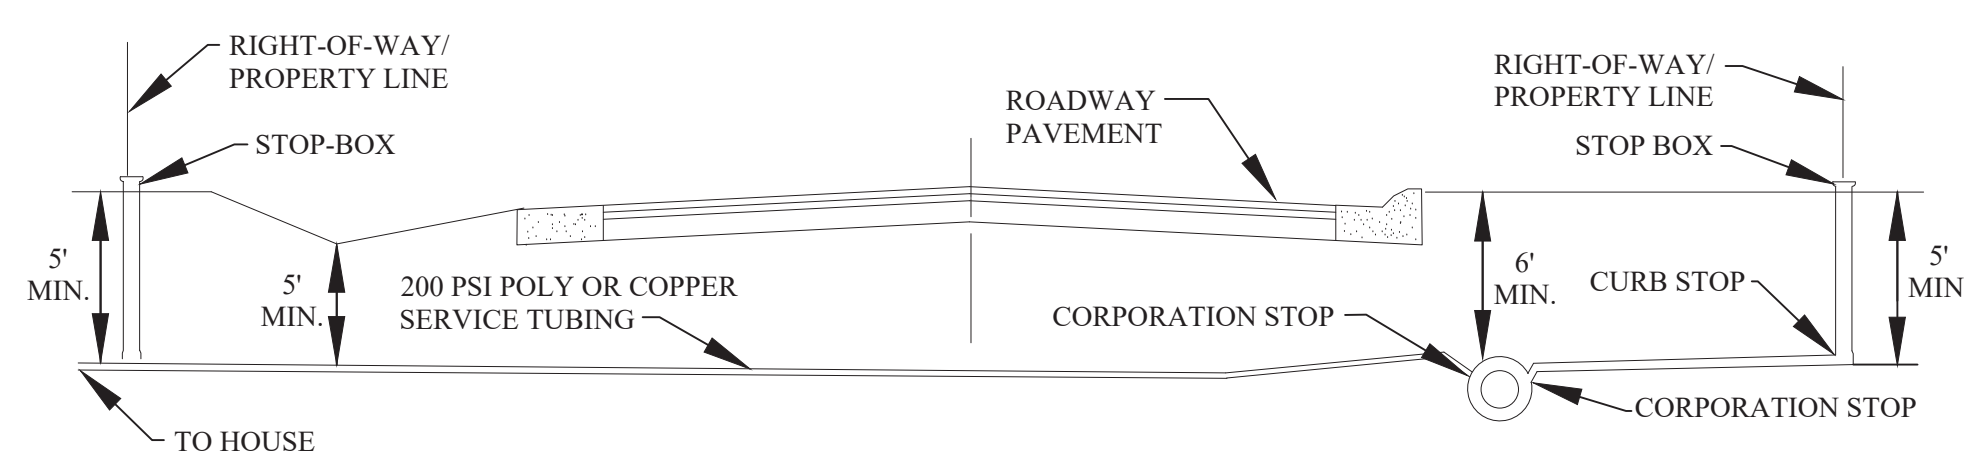 RIGHT-OF-WAY/
PROPERTY LINE
STOP-BOX
ROADWAY
PAVEMENT
RIGHT-OF-WAY/
PROPERTY LINE
STOP BOX
5'
MIN.
5'
MIN.
200 PSI POLY OR COPPER
SERVICE TUBING
CORPORATION STOP
6'
MIN.
CURB STOP
5'
MIN
CORPORATION STOP
TO HOUSE